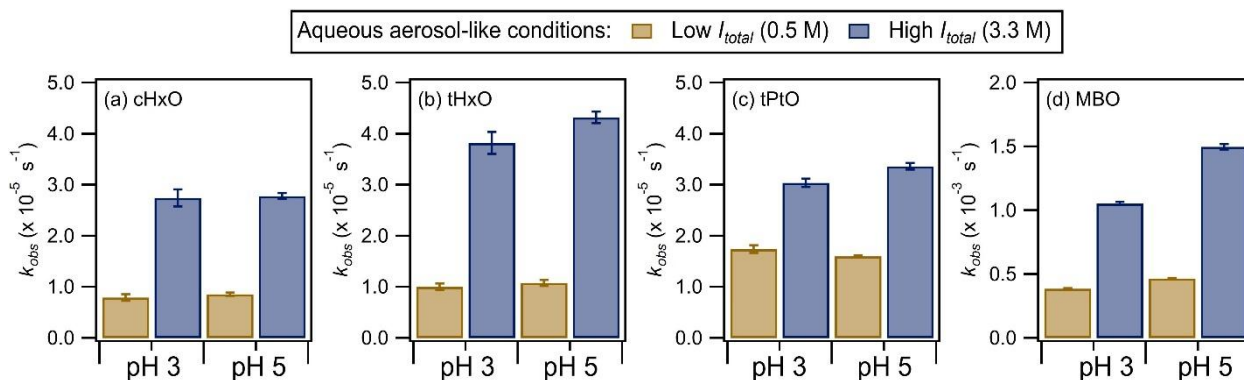 Aqueous aerosol-like conditions: Low I_total (0.5 M) High I_total (3.3 M)
(a) cHxO
5.0
4.0
3.0
2.0
1.0
0.0
k_obs (x 10^-5 s^-1)
pH 3 pH 5
(b) tHxO
5.0
4.0
3.0
2.0
1.0
0.0
k_obs (x 10^-5 s^-1)
pH 3 pH 5
(c) tPtO
5.0
4.0
3.0
2.0
1.0
0.0
k_obs (x 10^-5 s^-1)
pH 3 pH 5
(d) MBO
2.0
1.5
1.0
0.5
0.0
k_obs (x 10^-3 s^-1)
pH 3 pH 5